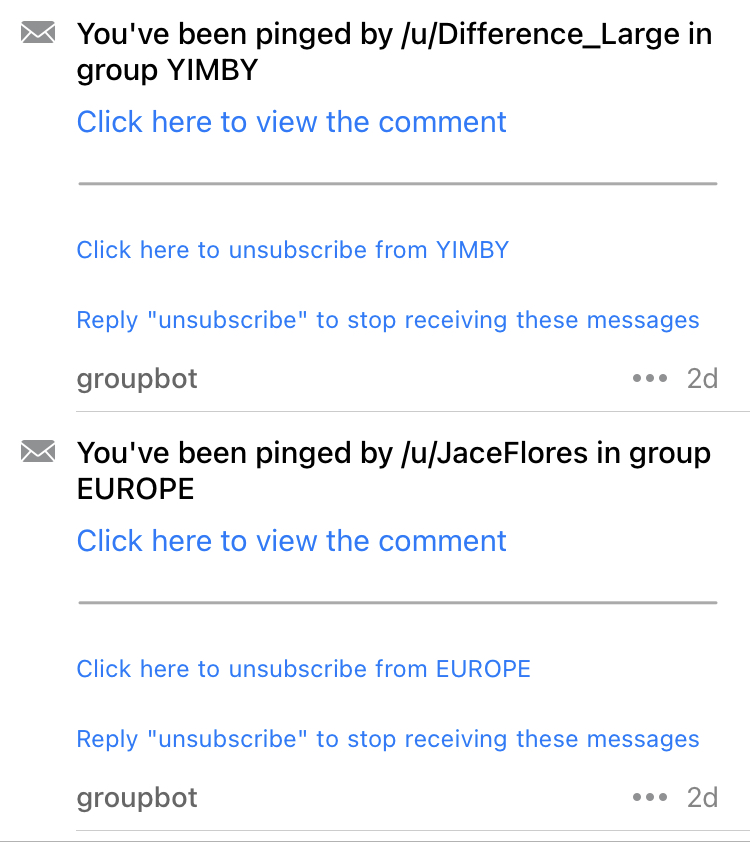 You've been pinged by /u/Difference_Large in
group YIMBY
Click here to view the comment
Click here to unsubscribe from YIMBY
Reply "unsubscribe" to stop receiving these messages
groupbot ••• 2d
You've been pinged by /u/JaceFlores in group
EUROPE
Click here to view the comment
Click here to unsubscribe from EUROPE
Reply "unsubscribe" to stop receiving these messages
groupbot ••• 2d